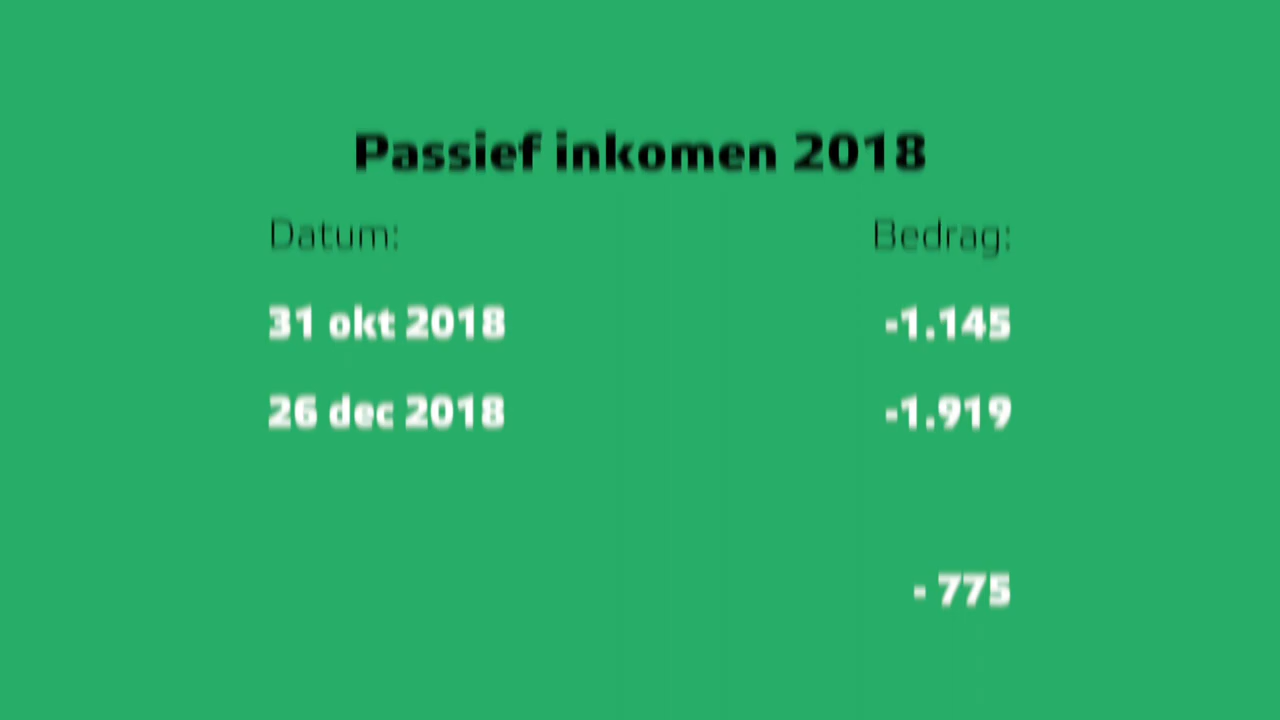 Passief inkomen 2018
Datum: Bedrag:
31 okt 2018 -1.145
26 dec 2018 -1.919
- 775